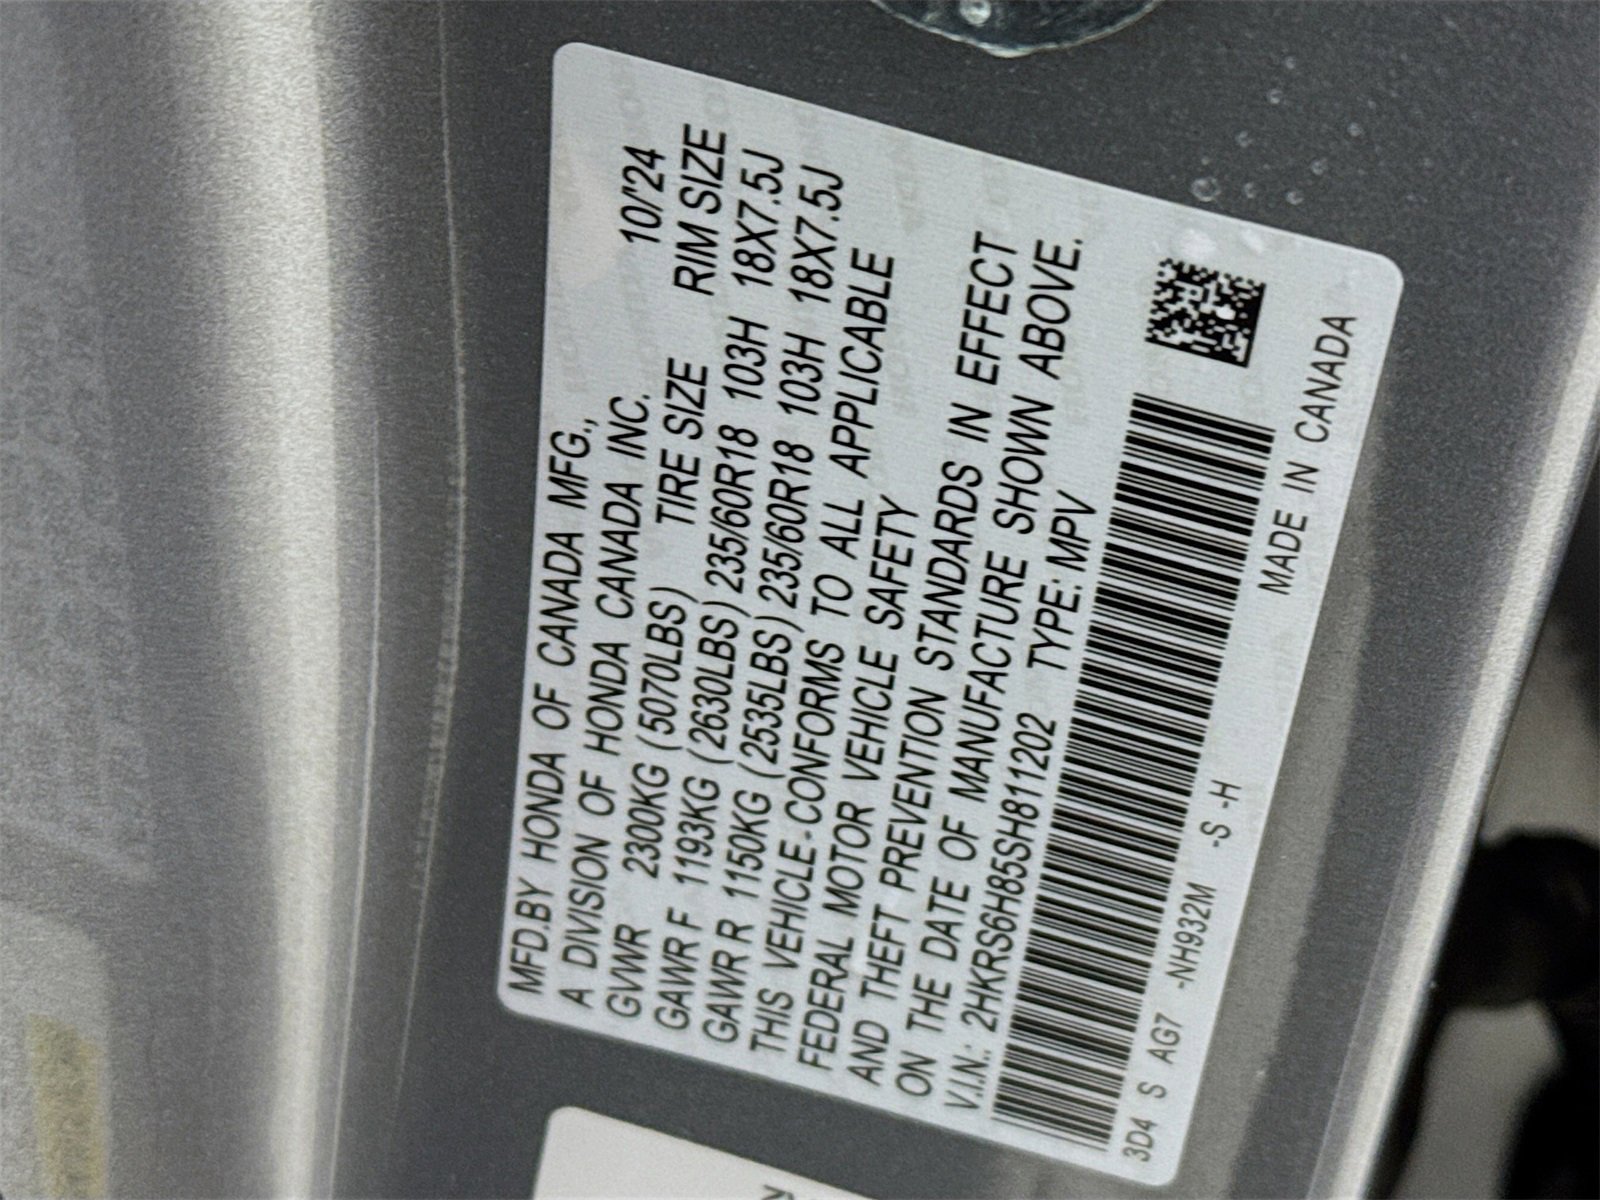 MFD.BY HONDA OF CANADA MFG.,
A DIVISION OF HONDA CANADA INC. 10/'24
GVWR 2300KG (5070LBS) TIRE SIZE RIM SIZE
GAWR F 1193KG (2630LBS) 235/60R18 103H 18X7.5J
GAWR R 1150KG (2535LBS) 235/60R18 103H 18X7.5J
THIS VEHICLE CONFORMS TO ALL APPLICABLE
FEDERAL MOTOR VEHICLE SAFETY
AND THEFT PREVENTION STANDARDS IN EFFECT
ON THE DATE OF MANUFACTURE SHOWN ABOVE.
V.I.N.: 2HKRS6H85SH811202 TYPE: MPV
3D4 S AG7 -NH932M -S -H
MADE IN CANADA